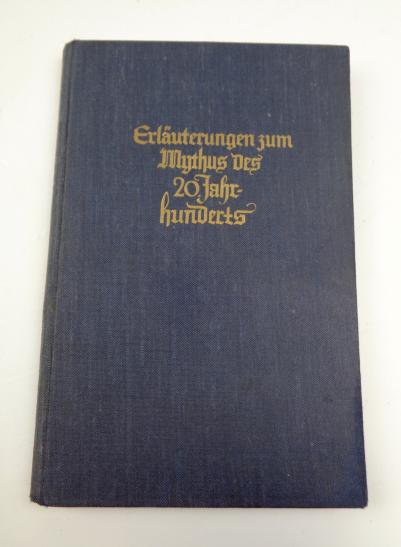 Erläuterungen zum
Mythus des
20. Jahr-
hunderts